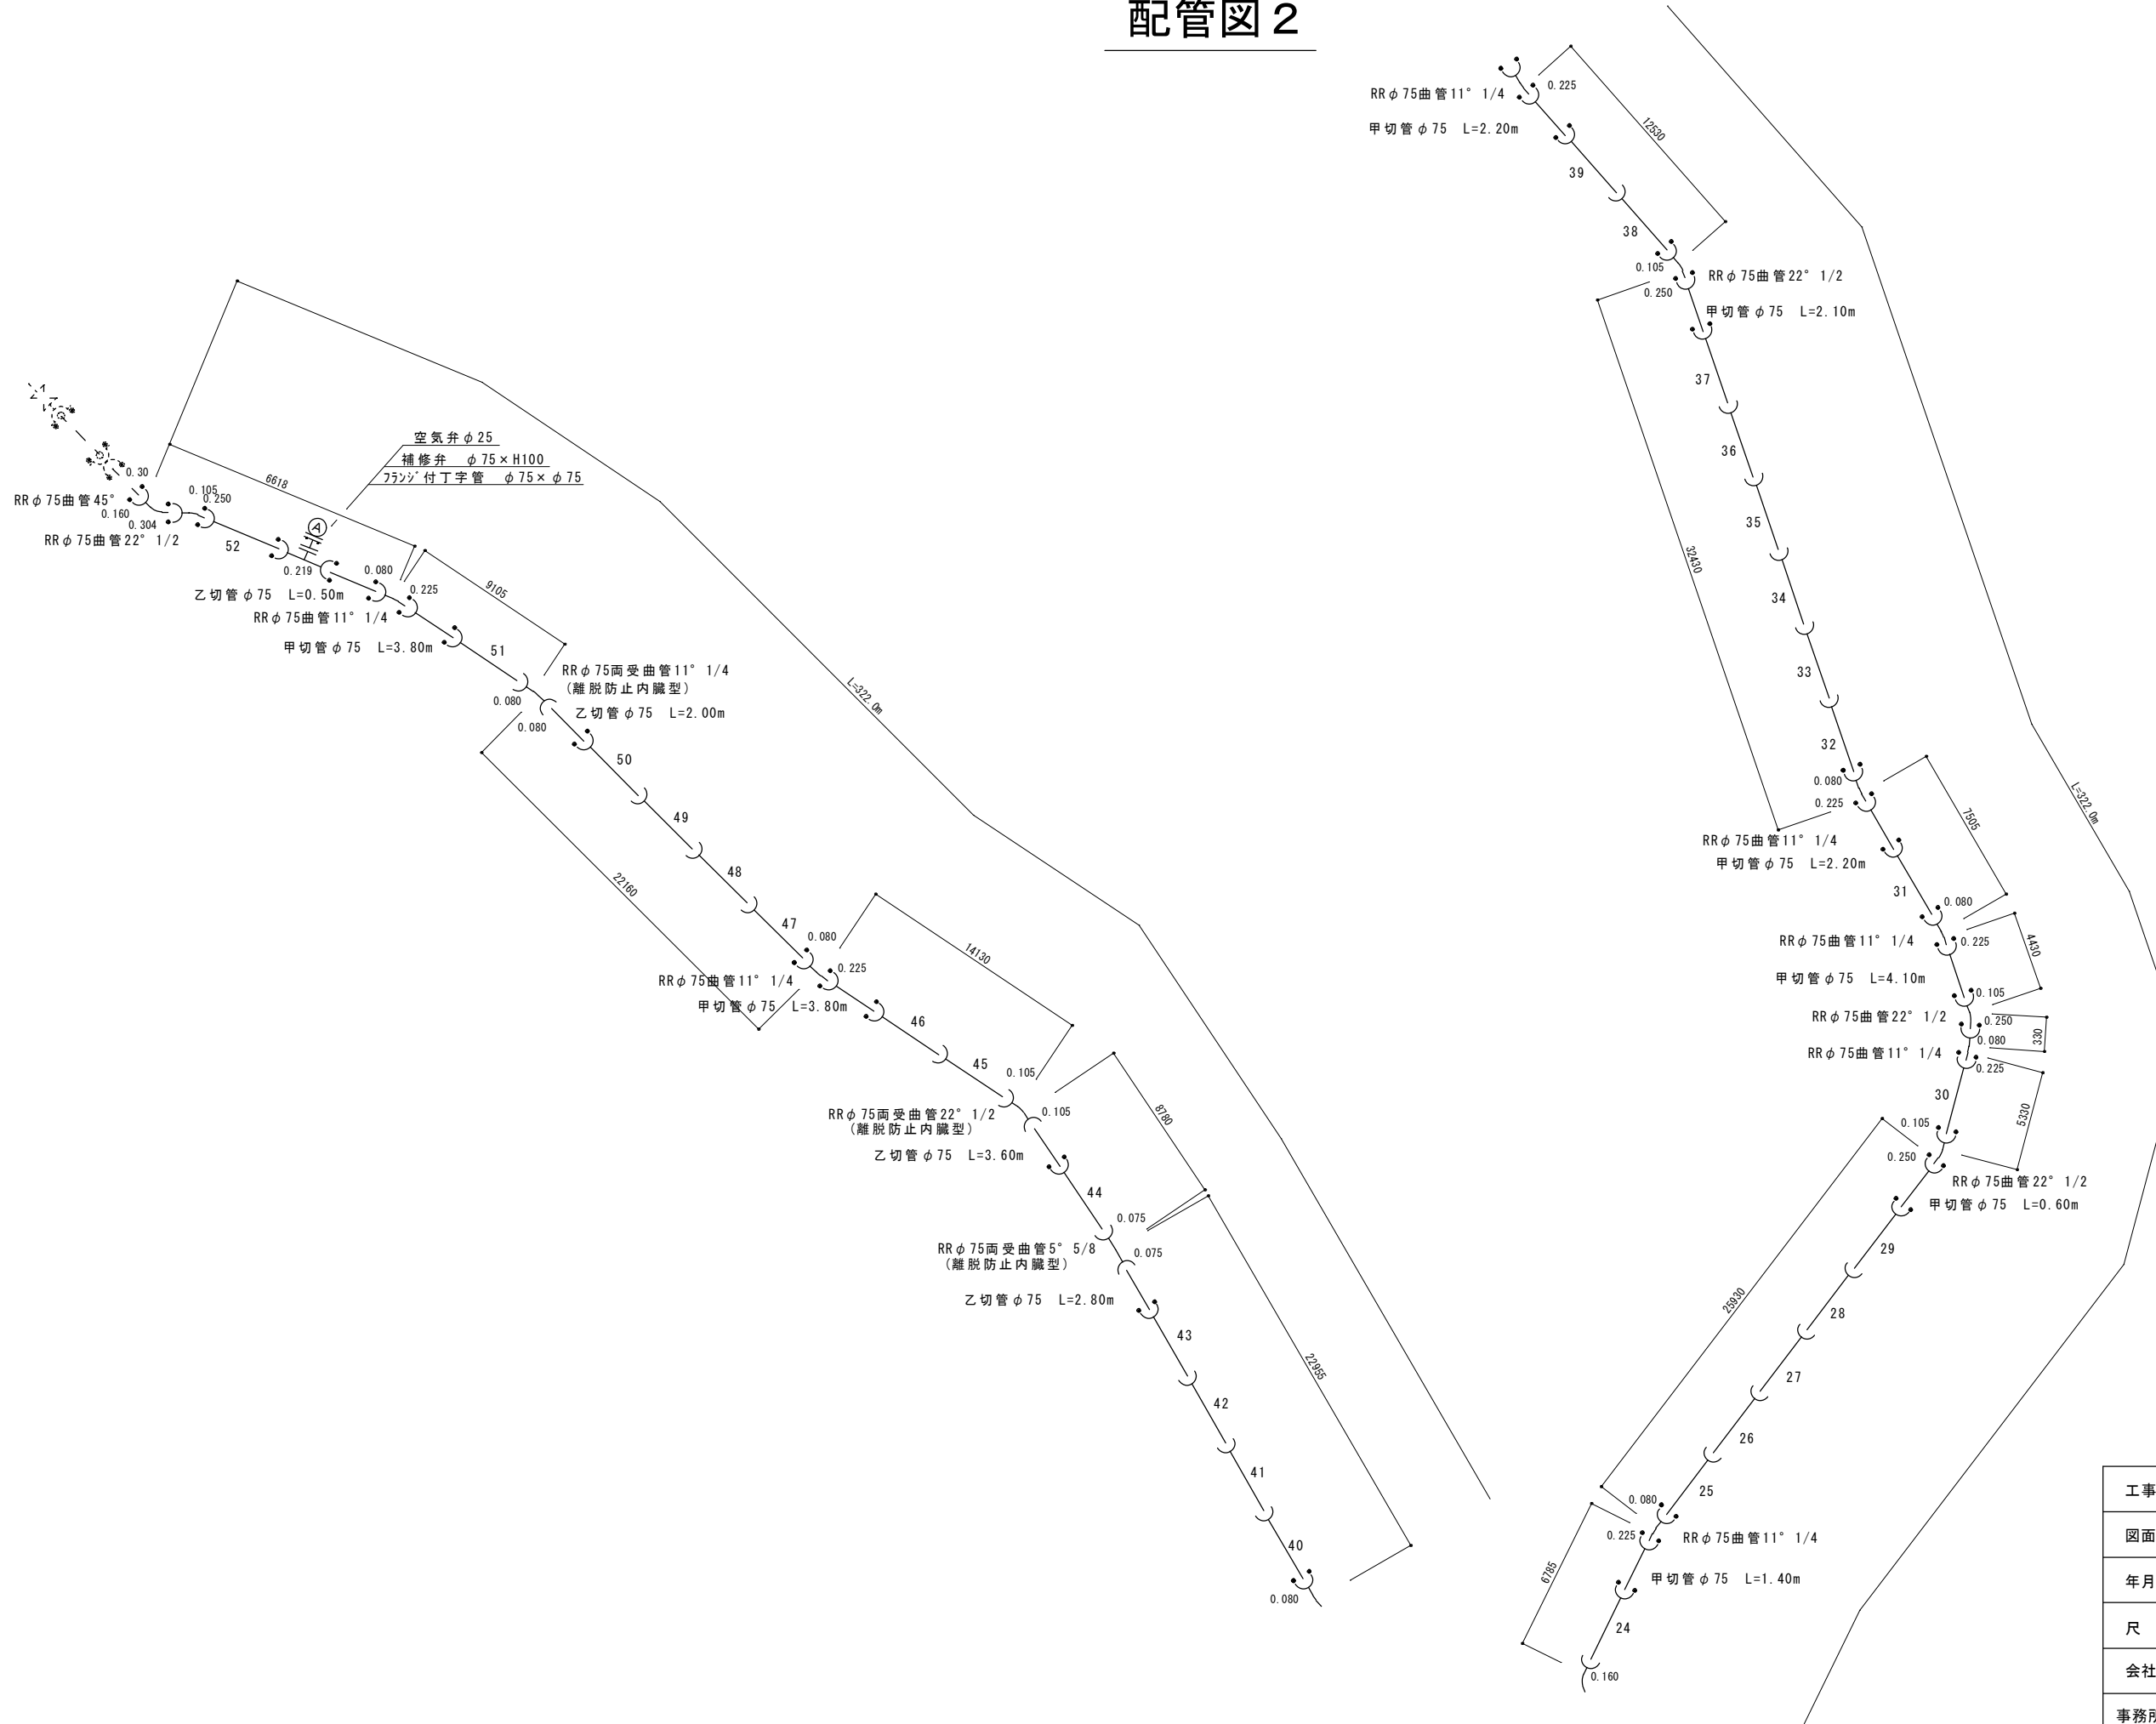 配管図２
空気弁φ25
補修弁　φ75×H100
ﾌﾗﾝｼﾞ付丁字管　φ75×φ75
6618
0.30
RRφ75曲管45°
0.160
0.304
0.105
0.250
RRφ75曲管22°1/2
52
0.219
0.080
0.225
乙切管φ75　L=0.50m
RRφ75曲管11°1/4
甲切管φ75　L=3.80m
9105
51
RRφ75両受曲管11°1/4
（離脱防止内臓型）
0.080
0.080
乙切管φ75　L=2.00m
50
49
48
47
22160
L=322.0m
0.080
0.225
RRφ75曲管11°1/4
甲切管φ75　L=3.80m
14130
46
45
0.105
RRφ75両受曲管22°1/2
（離脱防止内臓型）
0.105
乙切管φ75　L=3.60m
8780
44
0.075
RRφ75両受曲管5°5/8
（離脱防止内臓型）
0.075
乙切管φ75　L=2.80m
43
42
41
40
22955
0.080
0.225
RRφ75曲管11°1/4
甲切管φ75　L=2.20m
12530
39
38
0.105
0.250
RRφ75曲管22°1/2
甲切管φ75　L=2.10m
37
36
35
34
33
32
32430
0.080
0.225
RRφ75曲管11°1/4
甲切管φ75　L=2.20m
7505
L=322.0m
31
0.080
RRφ75曲管11°1/4
0.225
4430
甲切管φ75　L=4.10m
0.105
RRφ75曲管22°1/2
0.250
330
0.080
RRφ75曲管11°1/4
0.225
30
5330
0.105
0.250
RRφ75曲管22°1/2
甲切管φ75　L=0.60m
29
28
27
26
25
25930
0.080
0.225
RRφ75曲管11°1/4
甲切管φ75　L=1.40m
6785
24
0.160
工事
図面
年月
尺
会社
事務所